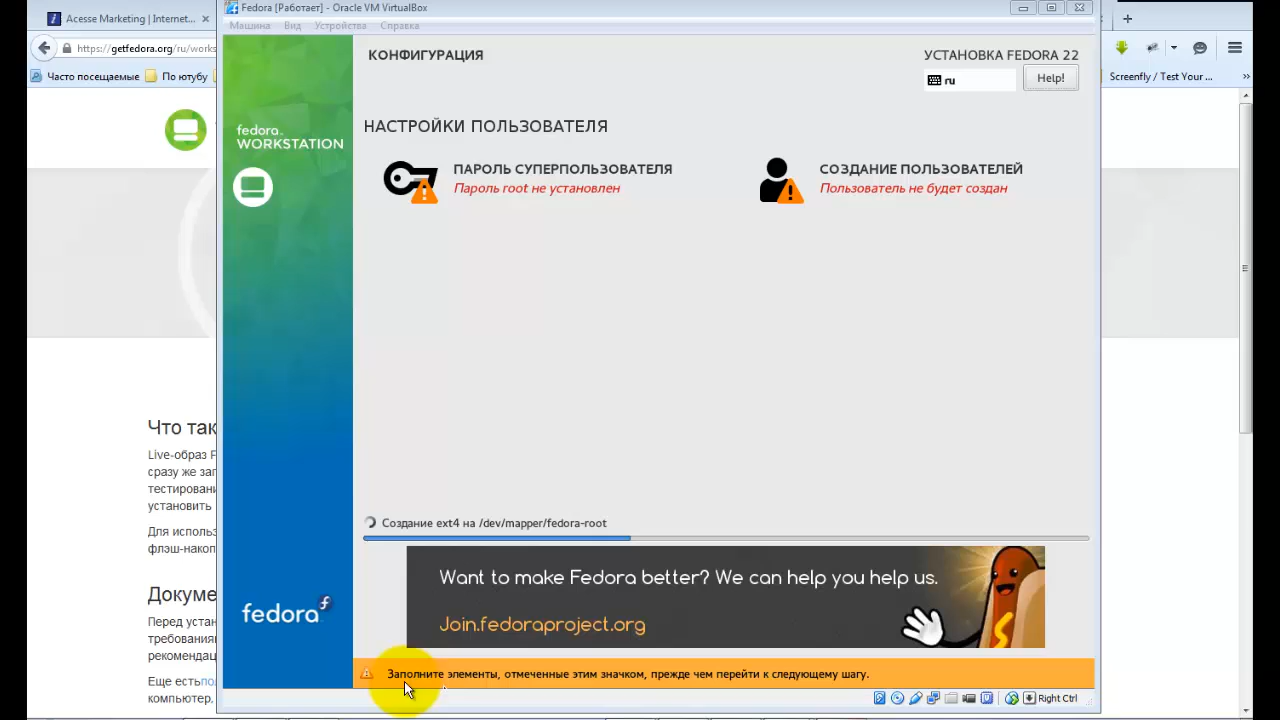 Fedora [Работает] - Oracle VM VirtualBox
Acesse Marketing | Internet...
Машина Вид Устройства Справка
https://getfedora.org/ru/works
Часто посещаемые
По ютубу
Screenfly / Test Your ...
КОНФИГУРАЦИЯ
УСТАНОВКА FEDORA 22
ru
Help!
fedora
WORKSTATION
НАСТРОЙКИ ПОЛЬЗОВАТЕЛЯ
ПАРОЛЬ СУПЕРПОЛЬЗОВАТЕЛЯ
Пароль root не установлен
СОЗДАНИЕ ПОЛЬЗОВАТЕЛЕЙ
Пользователь не будет создан
Что так
Live-образ F
сразу же заг
тестировани
установить
Для использ
флэш-накоп
Докуме
Перед устан
требования
рекомендац
Еще есть
компьютер,
Создание ext4 на /dev/mapper/fedora-root
Want to make Fedora better? We can help you help us.
Join.fedoraproject.org
fedora
Заполните элементы, отмеченные этим значком, прежде чем перейти к следующему шагу.
Right Ctrl